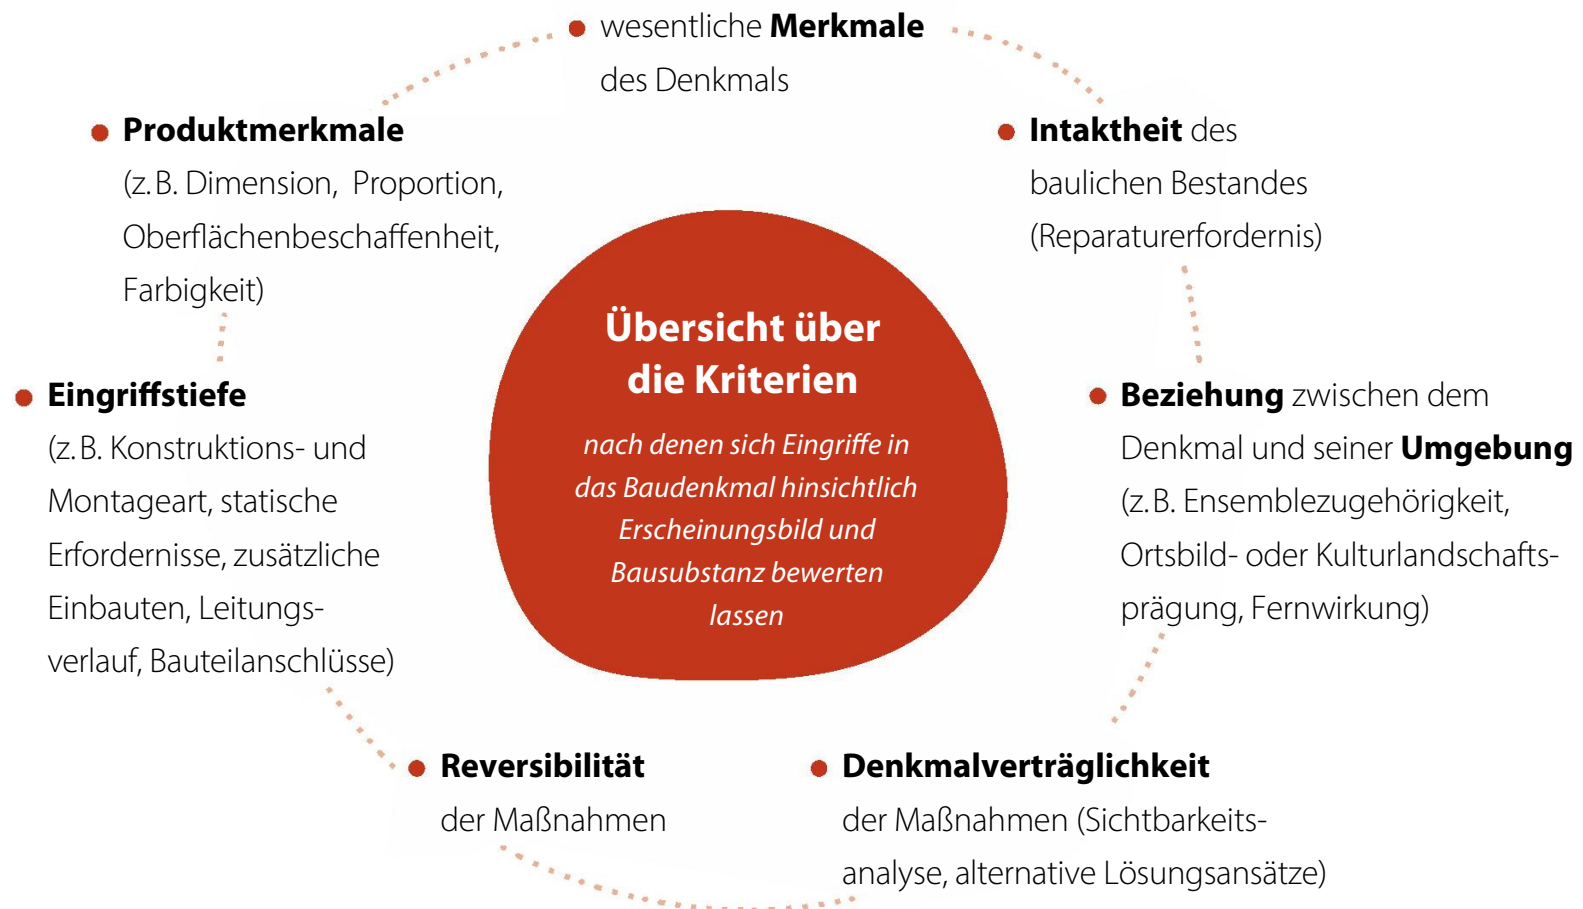 wesentliche Merkmale
des Denkmals
Intaktheit des
baulichen Bestandes
(Reparaturerfordernis)
Beziehung zwischen dem
Denkmal und seiner Umgebung
(z. B. Ensemblezugehörigkeit,
Ortsbild- oder Kulturlandschafts-
prägung, Fernwirkung)
Denkmalverträglichkeit
der Maßnahmen (Sichtbarkeits-
analyse, alternative Lösungsansätze)
Reversibilität
der Maßnahmen
Eingriffstiefe
(z. B. Konstruktions- und
Montageart, statische
Erfordernisse, zusätzliche
Einbauten, Leitungs-
verlauf, Bauteilanschlüsse)
Produktmerkmale
(z. B. Dimension, Proportion,
Oberflächenbeschaffenheit,
Farbigkeit)
Übersicht über
die Kriterien
nach denen sich Eingriffe in
das Baudenkmal hinsichtlich
Erscheinungsbild und
Bausubstanz bewerten
lassen